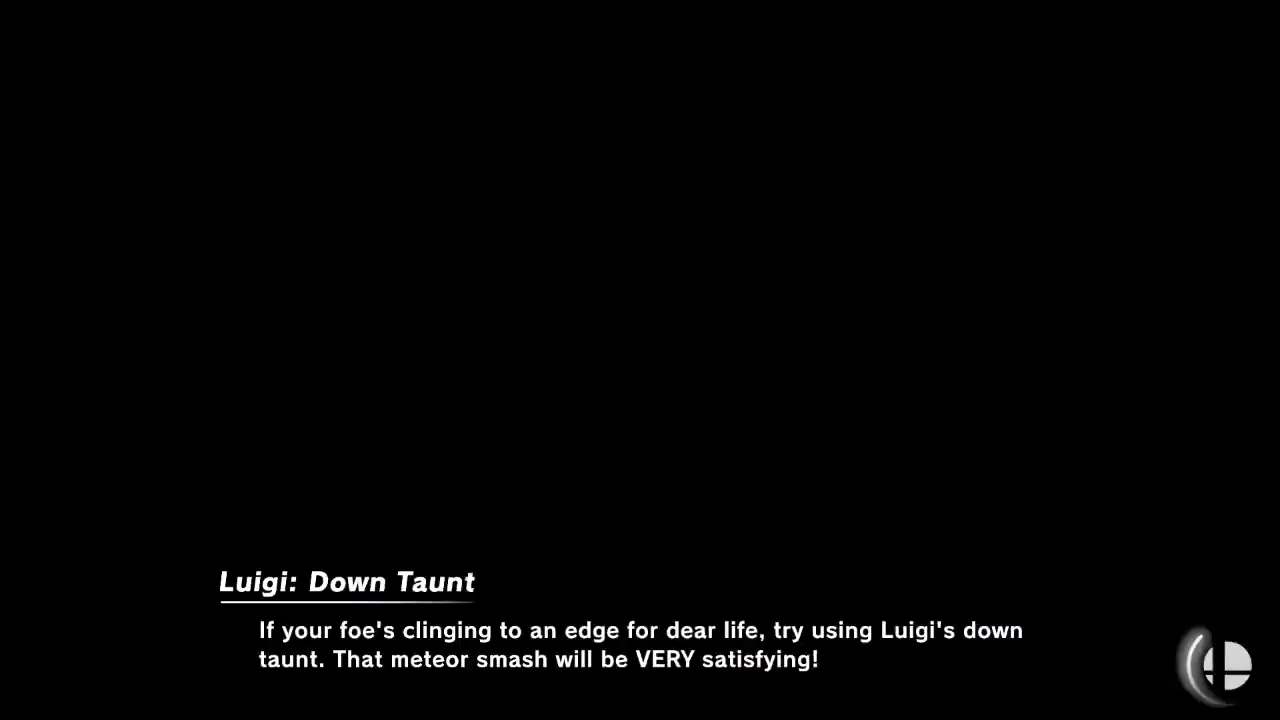 Luigi: Down Taunt
If your foe's clinging to an edge for dear life, try using Luigi's down
taunt. That meteor smash will be VERY satisfying!